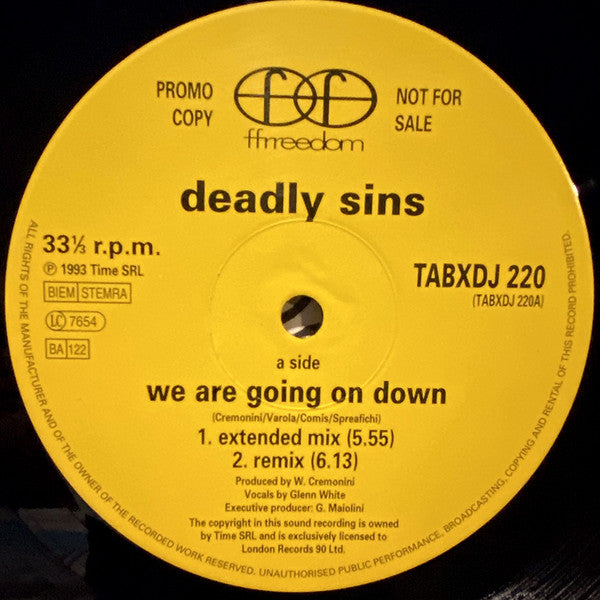 PROMO COPY
NOT FOR SALE
ffrreedom
deadly sins
33⅓ r.p.m.
℗ 1993 Time SRL
BIEM STEMRA
LC 7654
BA 122
TABXDJ 220
(TABXDJ 220A)
a side
we are going on down
(Cremonini/Varola/Comis/Spreafichi)
1. extended mix (5.55)
2. remix (6.13)
Produced by W. Cremonini
Vocals by Glenn White
Executive producer: G. Maiolini
The copyright in this sound recording is owned
by Time SRL and is exclusively licensed to
London Records 90 Ltd.
ALL RIGHTS OF THE MANUFACTURER AND OF THE OWNER OF THE RECORDED WORK RESERVED. UNAUTHORISED PUBLIC PERFORMANCE, BROADCASTING, COPYING AND RENTAL OF THIS RECORD PROHIBITED.